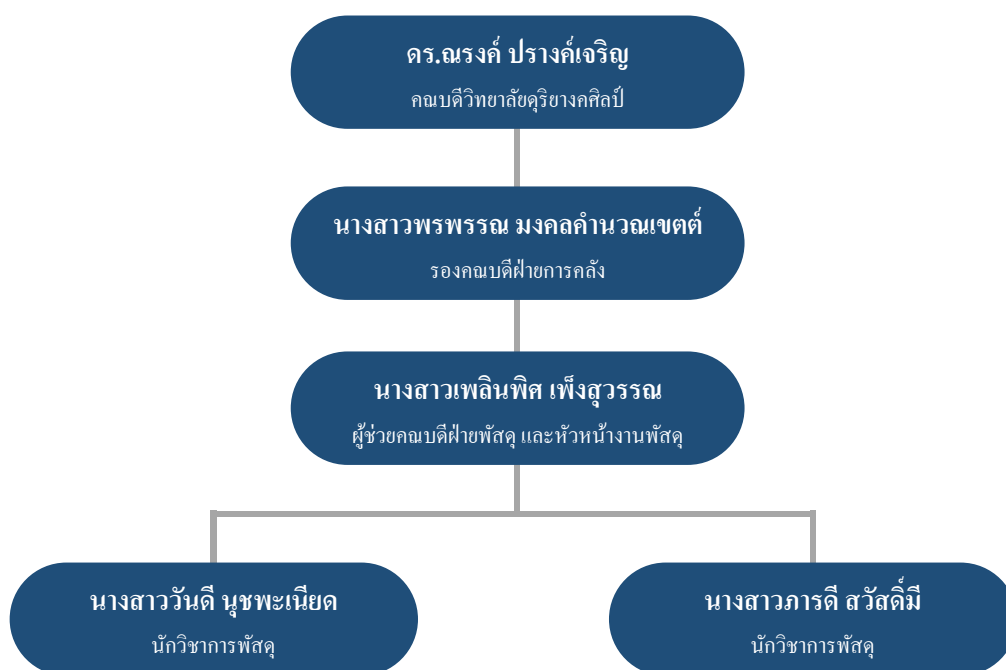 ดร.ณรงค์ ปรางค์เจริญ
คณบดีวิทยาลัยดุริยางคศิลป์
นางสาวพรพรรณ มงคลคำนวณเขตต์
รองคณบดีฝ่ายการคลัง
นางสาวเพลินพิศ เพ็งสุวรรณ
ผู้ช่วยคณบดีฝ่ายพัสดุ และหัวหน้างานพัสดุ
นางสาววันดี นุชพะเนียด
นักวิชาการพัสดุ
นางสาวภารดี สวัสดิ์มี
นักวิชาการพัสดุ